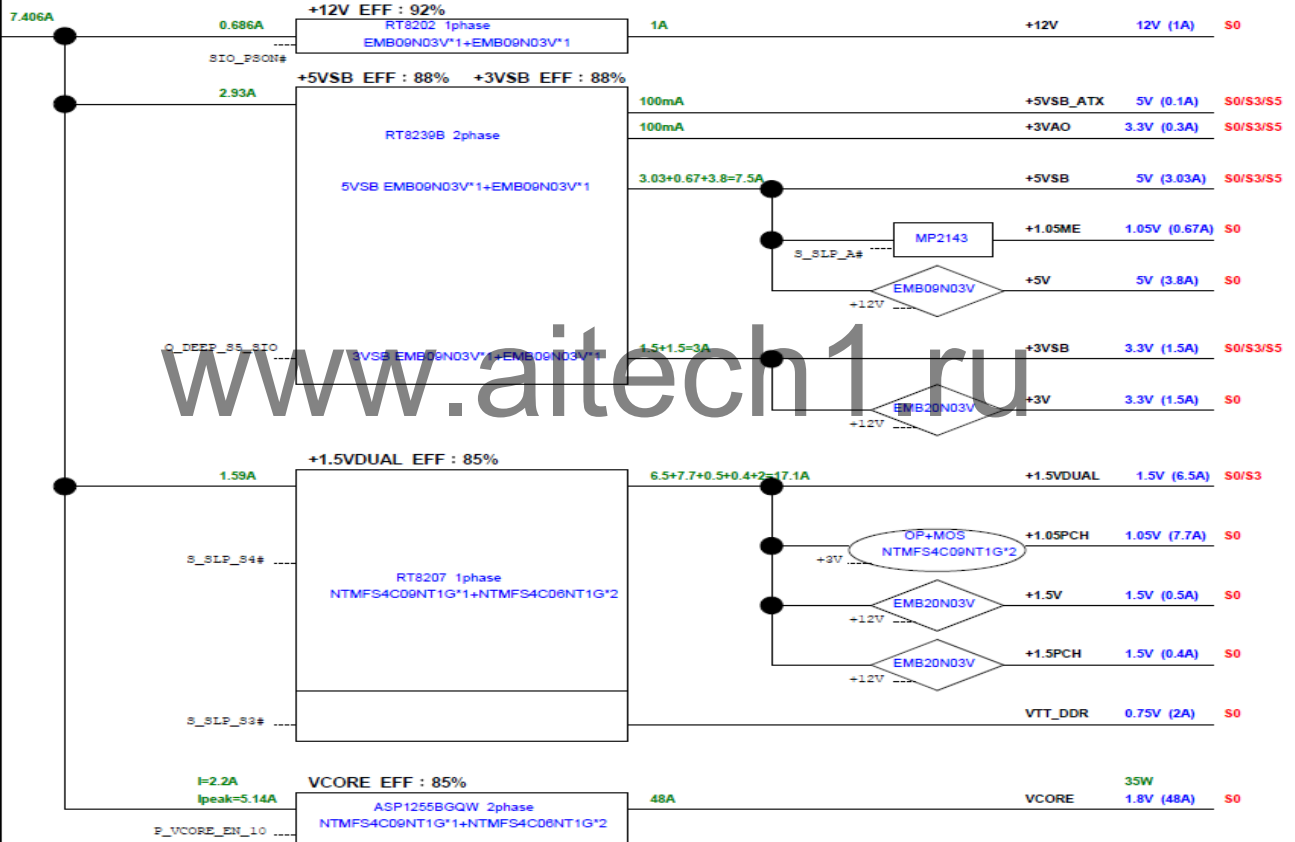 7.406A
+12V EFF : 92%
0.686A
RT8202 1phase
EMB09N03V*1+EMB09N03V*1
1A
+12V
12V (1A)
S0
SIO_PSON#
+5VSB EFF : 88% +3VSB EFF : 88%
2.93A
100mA
+5VSB_ATX
5V (0.1A)
S0/S3/S5
RT8239B 2phase
100mA
+3VAO
3.3V (0.3A)
S0/S3/S5
5VSB EMB09N03V*1+EMB09N03V*1
3.03+0.67+3.8=7.5A
+5VSB
5V (3.03A)
S0/S3/S5
MP2143
+1.05ME
1.05V (0.67A)
S0
S_SLP_A#
EMB09N03V
+5V
5V (3.8A)
S0
+12V
O_DEEP_S5_SIO
3VSB EMB09N03V*1+EMB09N03V*1
1.5+1.5=3A
+3VSB
3.3V (1.5A)
S0/S3/S5
www.aitech1.ru
EMB20N03V
+3V
3.3V (1.5A)
S0
+12V
+1.5VDUAL EFF : 85%
1.59A
6.5+7.7+0.5+0.4+2=17.1A
+1.5VDUAL
1.5V (6.5A)
S0/S3
OP+MOS
NTMFS4C09NT1G*2
+1.05PCH
1.05V (7.7A)
S0
+3V
S_SLP_S4#
RT8207 1phase
NTMFS4C09NT1G*1+NTMFS4C06NT1G*2
EMB20N03V
+1.5V
1.5V (0.5A)
S0
+12V
EMB20N03V
+1.5PCH
1.5V (0.4A)
S0
+12V
S_SLP_S3#
VTT_DDR
0.75V (2A)
S0
I=2.2A
VCORE EFF : 85%
35W
Ipeak=5.14A
ASP1255BGQW 2phase
NTMFS4C09NT1G*1+NTMFS4C06NT1G*2
48A
VCORE
1.8V (48A)
S0
P_VCORE_EN_10